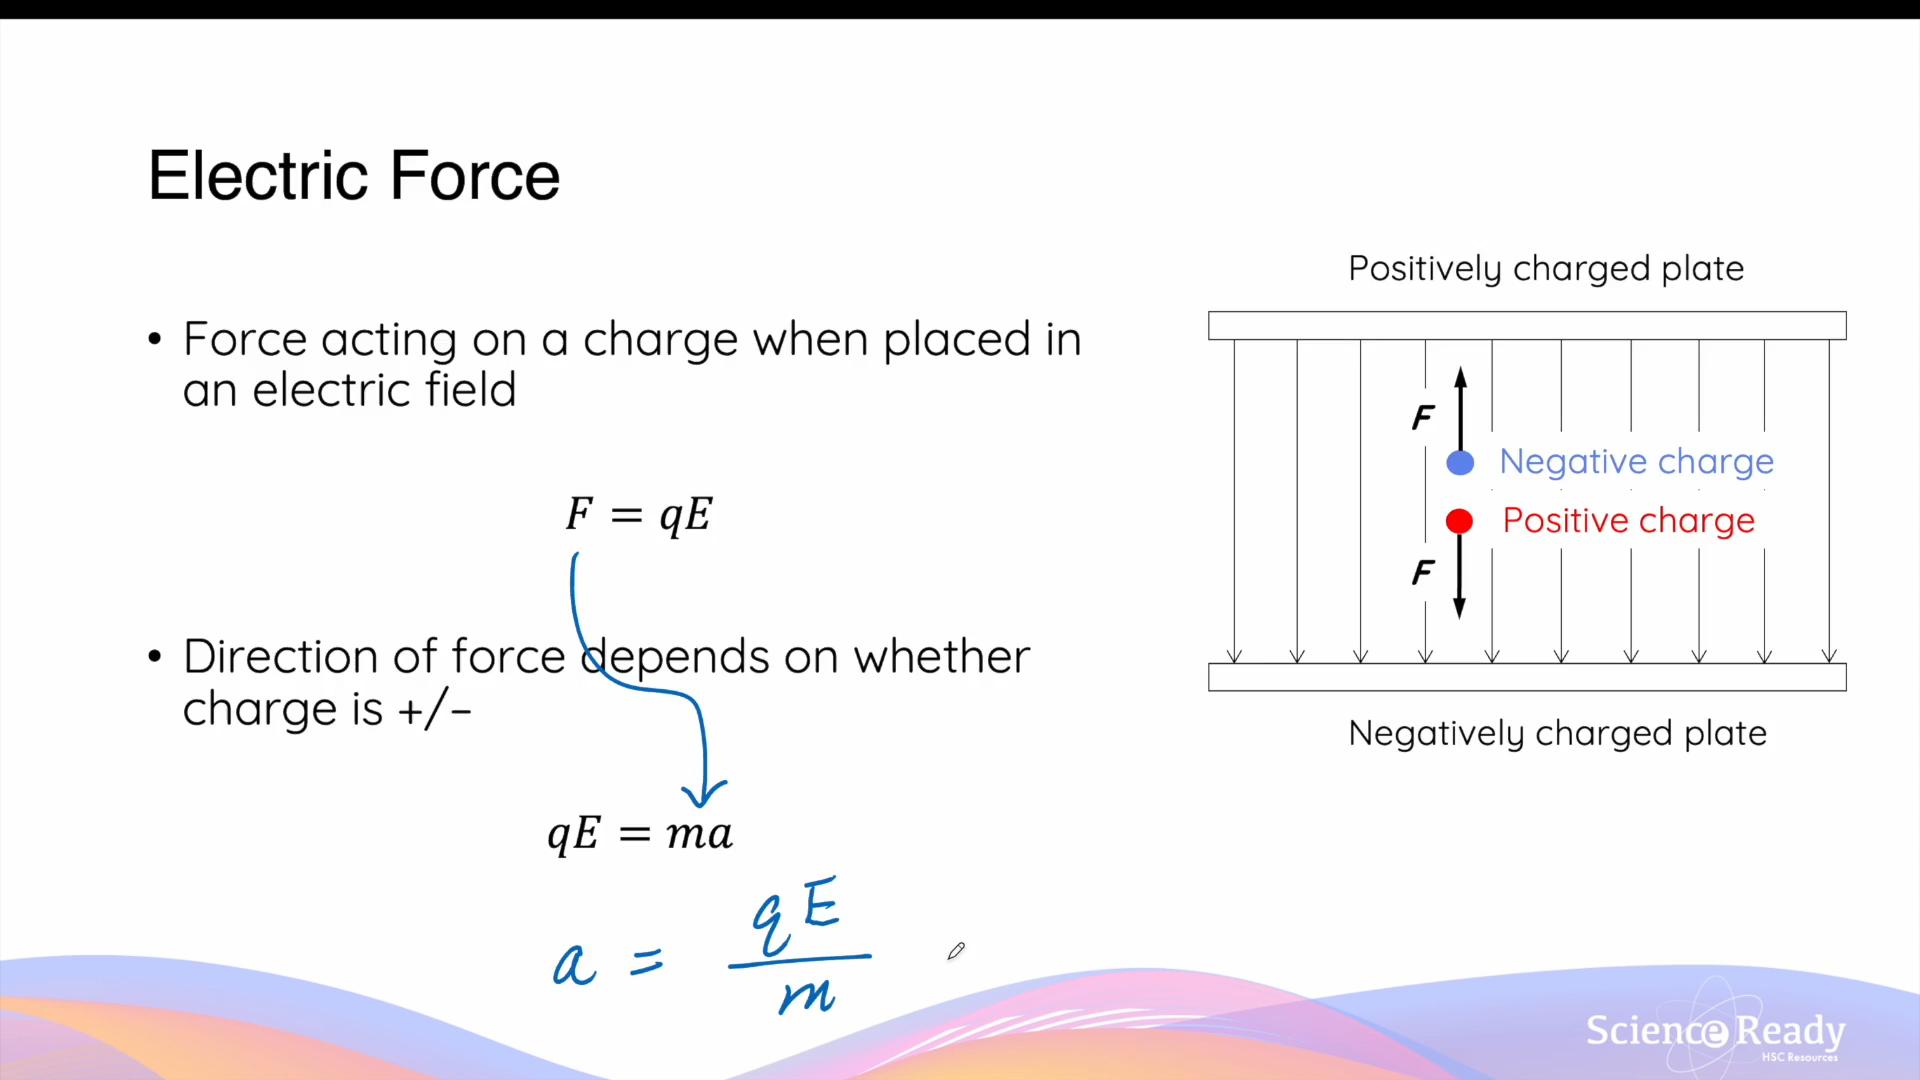 Electric Force
• Force acting on a charge when placed in
an electric field
F = qE
• Direction of force depends on whether
charge is +/−
qE = ma
a = qE/m
Positively charged plate
F
Negative charge
Positive charge
F
Negatively charged plate
Science Ready
HSC Resources